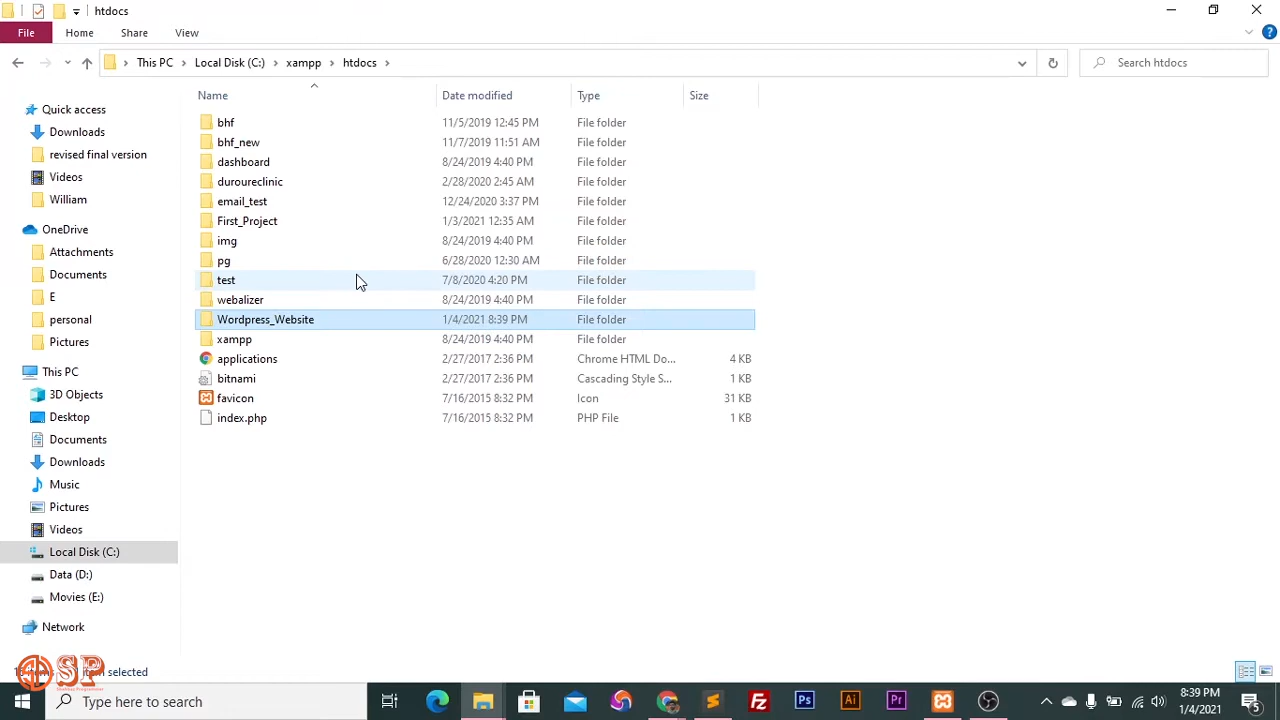 htdocs
File Home Share View
This PC Local Disk (C:) xampp htdocs Search htdocs
Name Date modified Type Size
Quick access
Downloads
revised final version
Videos
William
OneDrive
Attachments
Documents
E
personal
Pictures
This PC
3D Objects
Desktop
Documents
Downloads
Music
Pictures
Videos
Local Disk (C:)
Data (D:)
Movies (E:)
Network
bhf 11/5/2019 12:45 PM File folder
bhf_new 11/7/2019 11:51 AM File folder
dashboard 8/24/2019 4:40 PM File folder
duroureclinic 2/28/2020 2:45 AM File folder
email_test 12/24/2020 3:37 PM File folder
First_Project 1/3/2021 12:35 AM File folder
img 8/24/2019 4:40 PM File folder
pg 6/28/2020 12:30 AM File folder
test 7/8/2020 4:20 PM File folder
webalizer 8/24/2019 4:40 PM File folder
Wordpress_Website 1/4/2021 8:39 PM File folder
xampp 8/24/2019 4:40 PM File folder
applications 2/27/2017 2:36 PM Chrome HTML Do... 4 KB
bitnami 2/27/2017 2:36 PM Cascading Style S... 1 KB
favicon 7/16/2015 8:32 PM Icon 31 KB
index.php 7/16/2015 8:32 PM PHP File 1 KB
selected
SP
Type here to search
Fz Ps Ai Pr
8:39 PM
1/4/2021
5